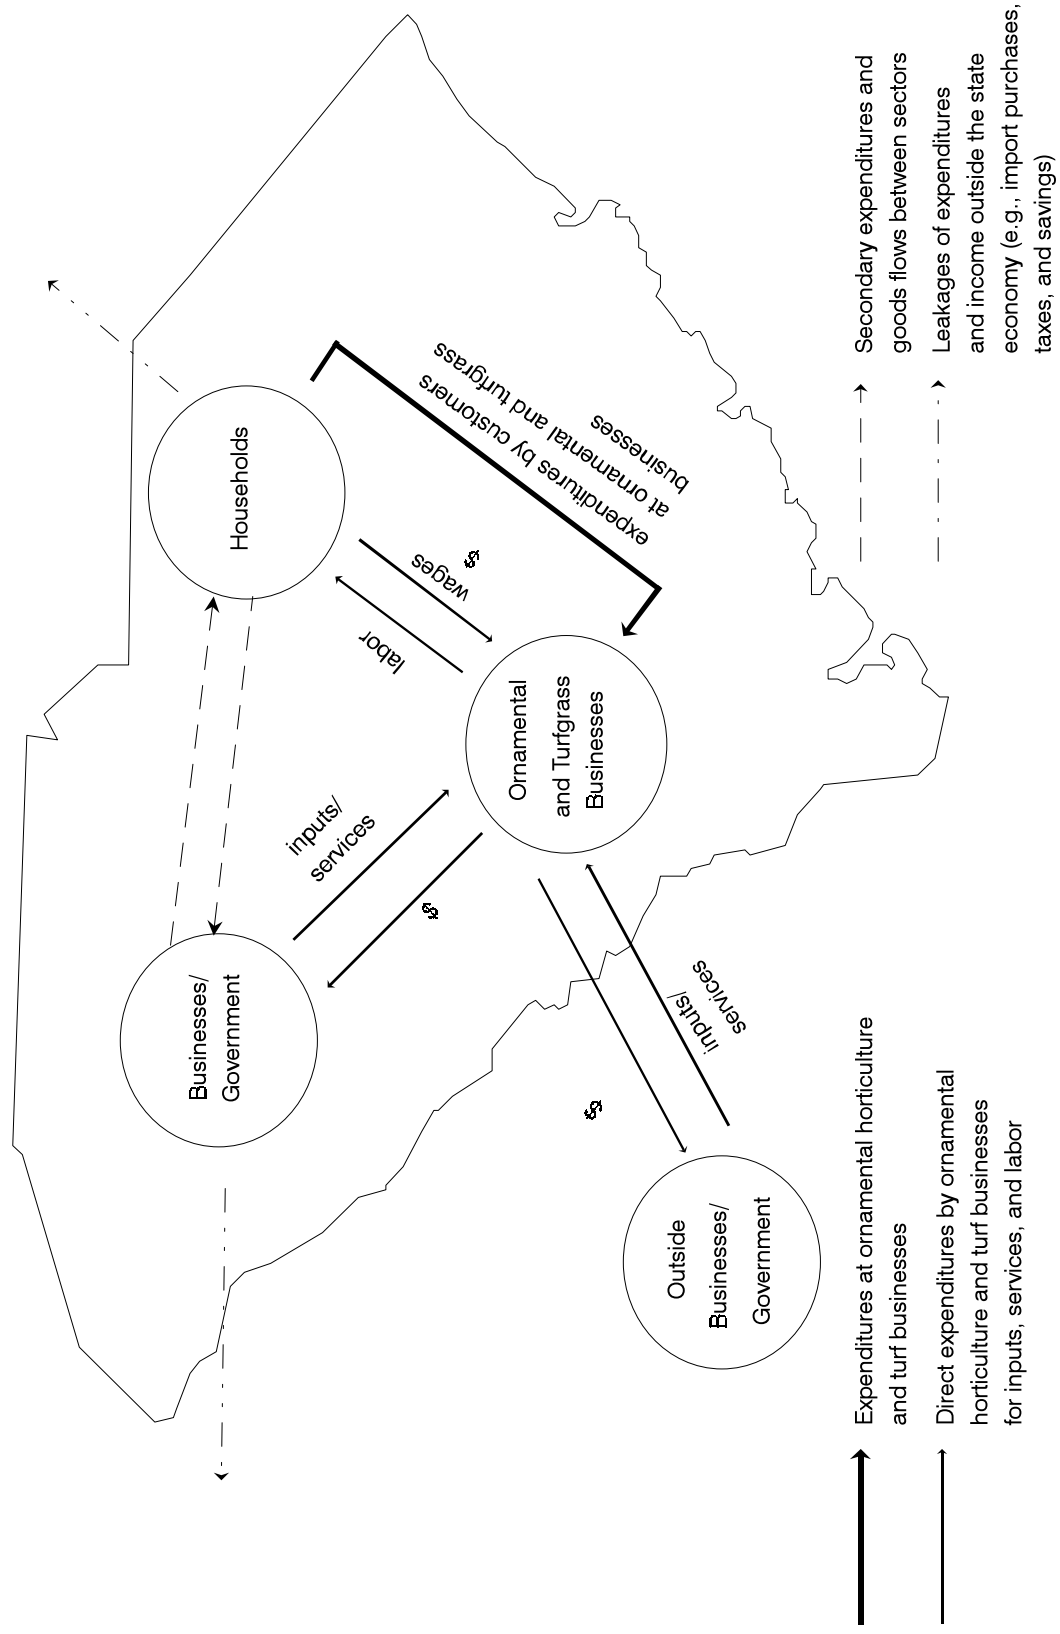 Businesses/
Government
Households
inputs/
services
$
labor
wages
$
expenditures by customers
at ornamental and turfgrass
businesses
Ornamental
and Turfgrass
Businesses
$
inputs/
services
Outside
Businesses/
Government
Expenditures at ornamental horticulture
and turf businesses
Direct expenditures by ornamental
horticulture and turf businesses
for inputs, services, and labor
Secondary expenditures and
goods flows between sectors
Leakages of expenditures
and income outside the state
economy (e.g., import purchases,
taxes, and savings)